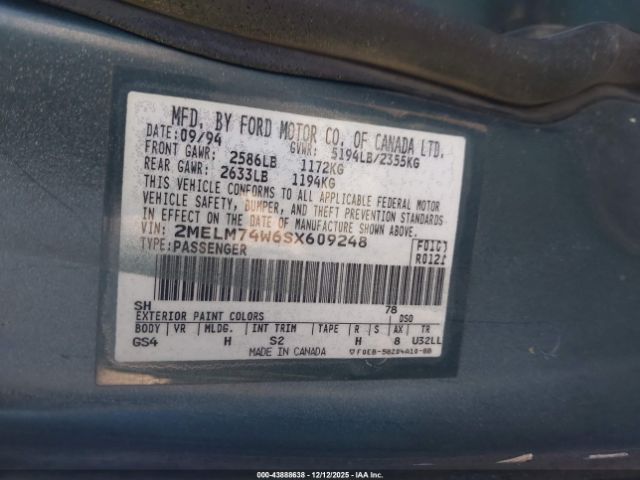 MFD. BY FORD MOTOR CO. OF CANADA LTD.
DATE: 09/94 GVWR: 5194LB/2355KG
FRONT GAWR: 2586LB 1172KG
REAR GAWR: 2633LB 1194KG
THIS VEHICLE CONFORMS TO ALL APPLICABLE FEDERAL MOTOR
VEHICLE SAFETY, BUMPER, AND THEFT PREVENTION STANDARDS
IN EFFECT ON THE DATE OF MANUFACTURE SHOWN ABOVE.
VIN: 2MELM74W6SX609248
TYPE: PASSENGER
R0121
SH 78
EXTERIOR PAINT COLORS DSO
BODY VR MLDG. INT TRIM TAPE R S AX TR
GS4 H S2 H 8 U32LL
MADE IN CANADA
000-43888638 - 12/12/2025 - IAA Inc.